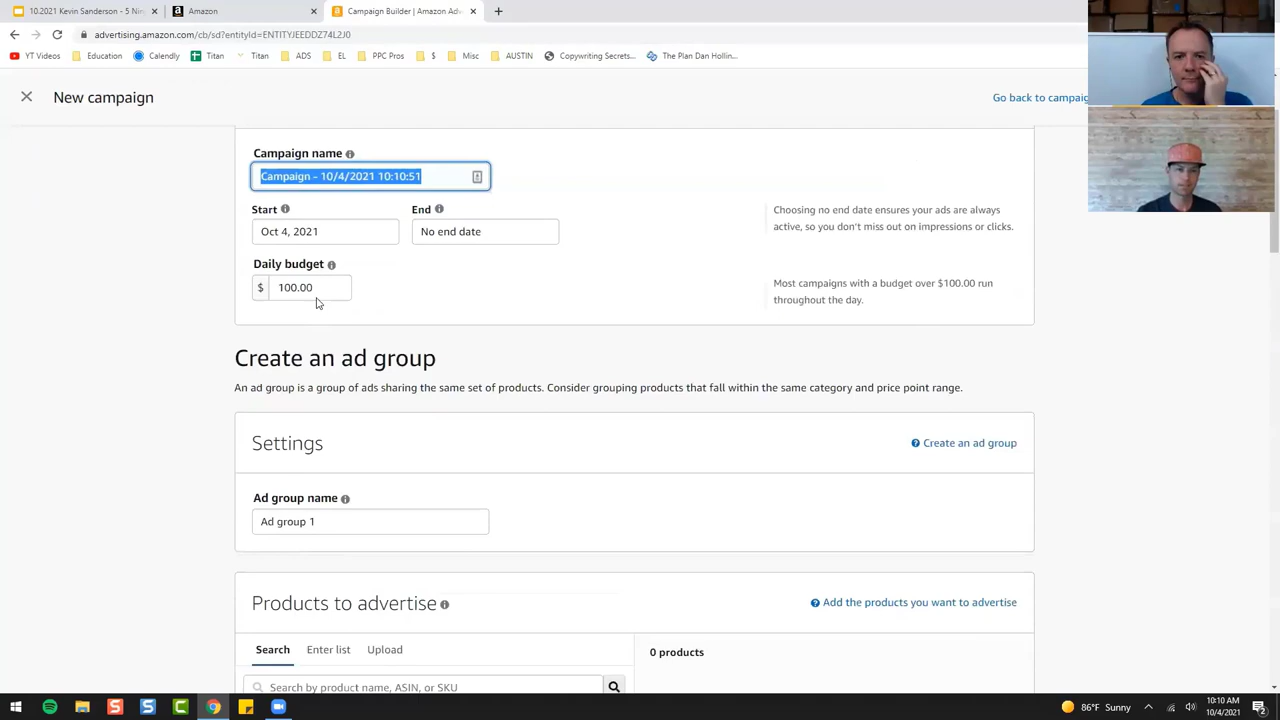 10.2021 Kevin Sanderson - 5 Nin
Amazon
Campaign Builder | Amazon Adv
advertising.amazon.com/cb/sd?entityId=ENTITYJEEDDZ74L2J0
YT Videos
Education
Calendly
Titan
Titan
ADS
EL
PPC Pros
$
Misc
AUSTIN
Copywriting Secrets...
The Plan Dan Hollin...
New campaign
Go back to campaig
Campaign name
Campaign - 10/4/2021 10:10:51
Start
End
Oct 4, 2021
No end date
Choosing no end date ensures your ads are always
active, so you don't miss out on impressions or clicks.
Daily budget
$ 100.00
Most campaigns with a budget over $100.00 run
throughout the day.
Create an ad group
An ad group is a group of ads sharing the same set of products. Consider grouping products that fall within the same category and price point range.
Settings
Create an ad group
Ad group name
Ad group 1
Products to advertise
Add the products you want to advertise
Search
Enter list
Upload
0 products
Search by product name, ASIN, or SKU
86°F Sunny
10:10 AM
10/4/2021
2